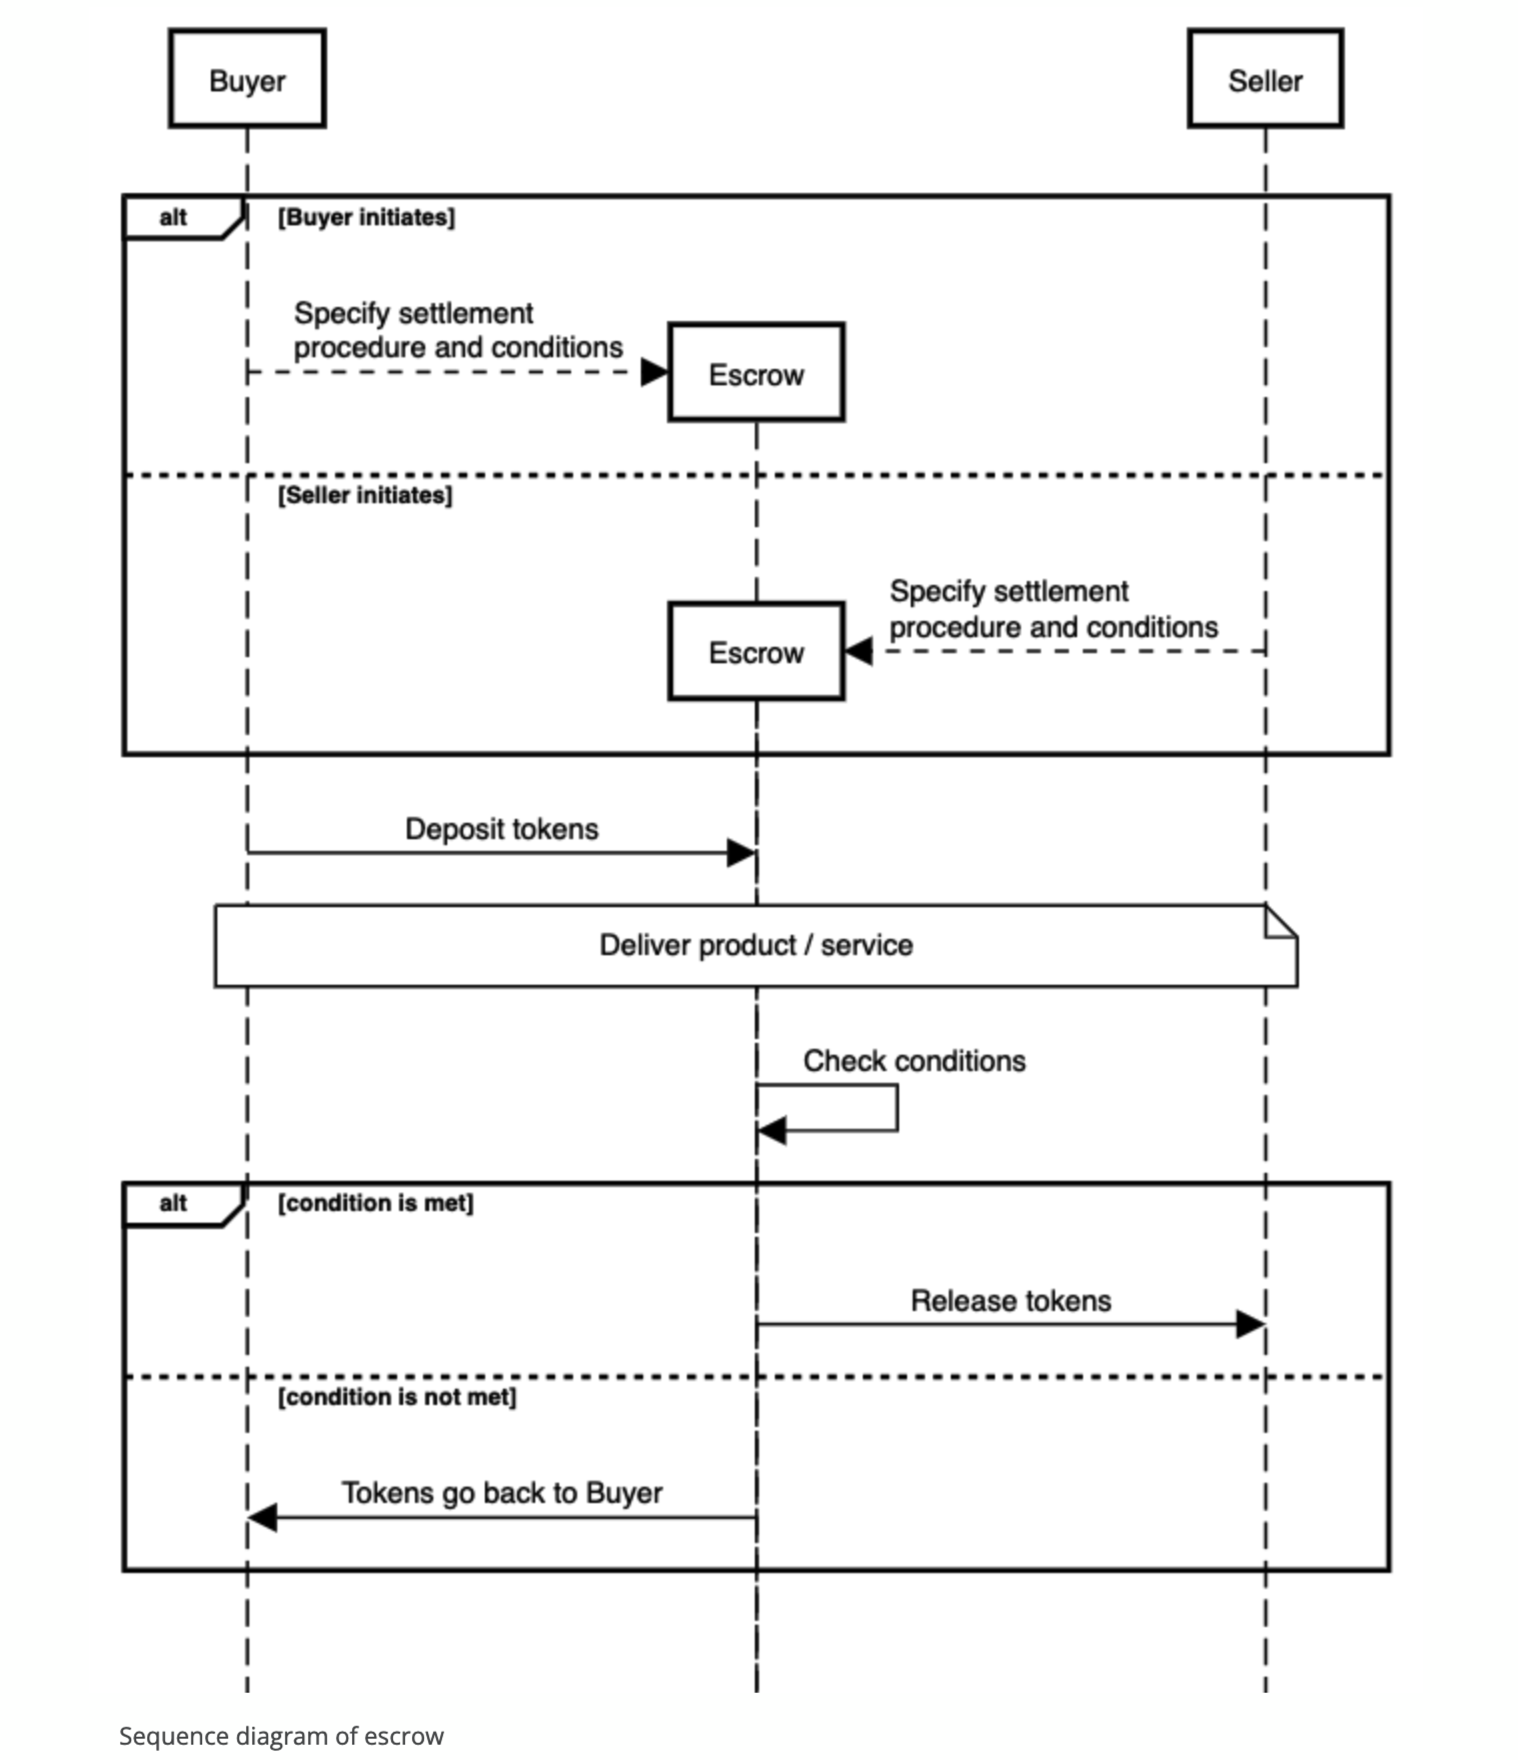 Buyer
Seller
alt
[Buyer initiates]
Specify settlement
procedure and conditions
Escrow
[Seller initiates]
Specify settlement
procedure and conditions
Escrow
Deposit tokens
Deliver product / service
Check conditions
alt
[condition is met]
Release tokens
[condition is not met]
Tokens go back to Buyer
Sequence diagram of escrow